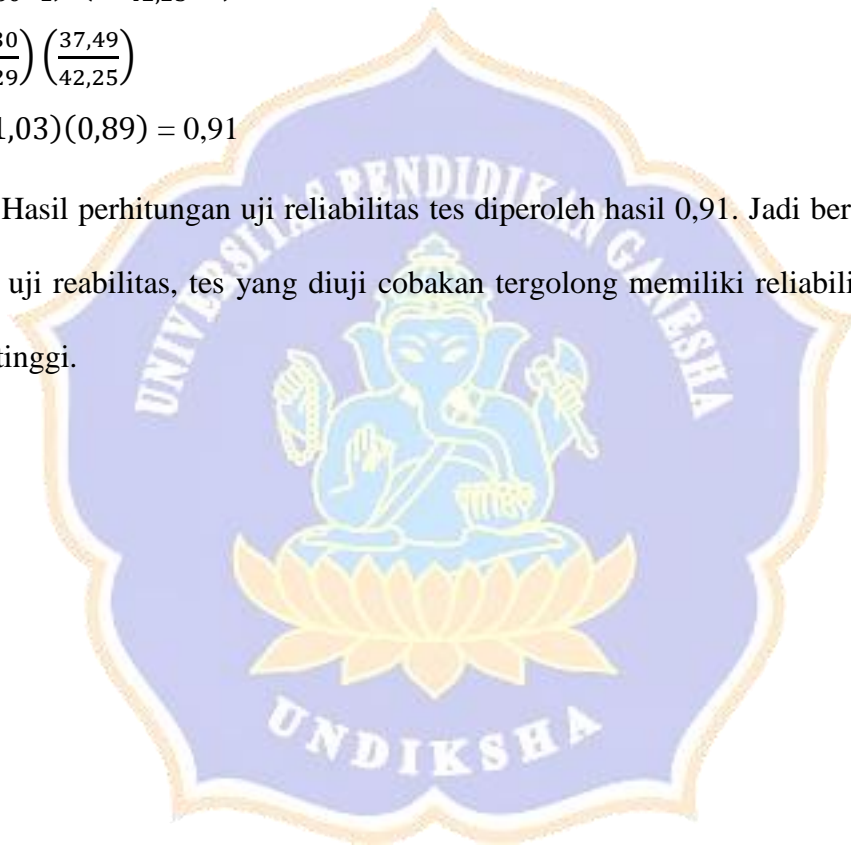 30
29) (37,49
42,25)
1,03)(0,89) = 0,91
Hasil perhitungan uji reliabilitas tes diperoleh hasil 0,91. Jadi ber
uji reabilitas, tes yang diuji cobakan tergolong memiliki reliabili
tinggi.
UNIVERSITAS PENDIDIKAN GANESHA
UNDIKSHA